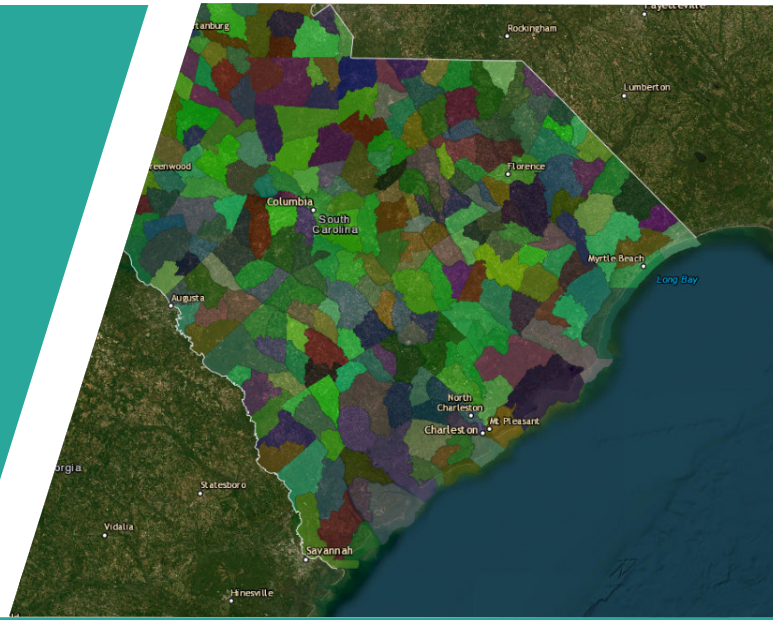 Rockingham
Lumberton
Florence
Columbia
South
Carolina
Myrtle Beach
Long Bay
Augusta
North
Charleston
Mt Pleasant
Charleston
Statesboro
Vidalia
Savannah
Hinesville